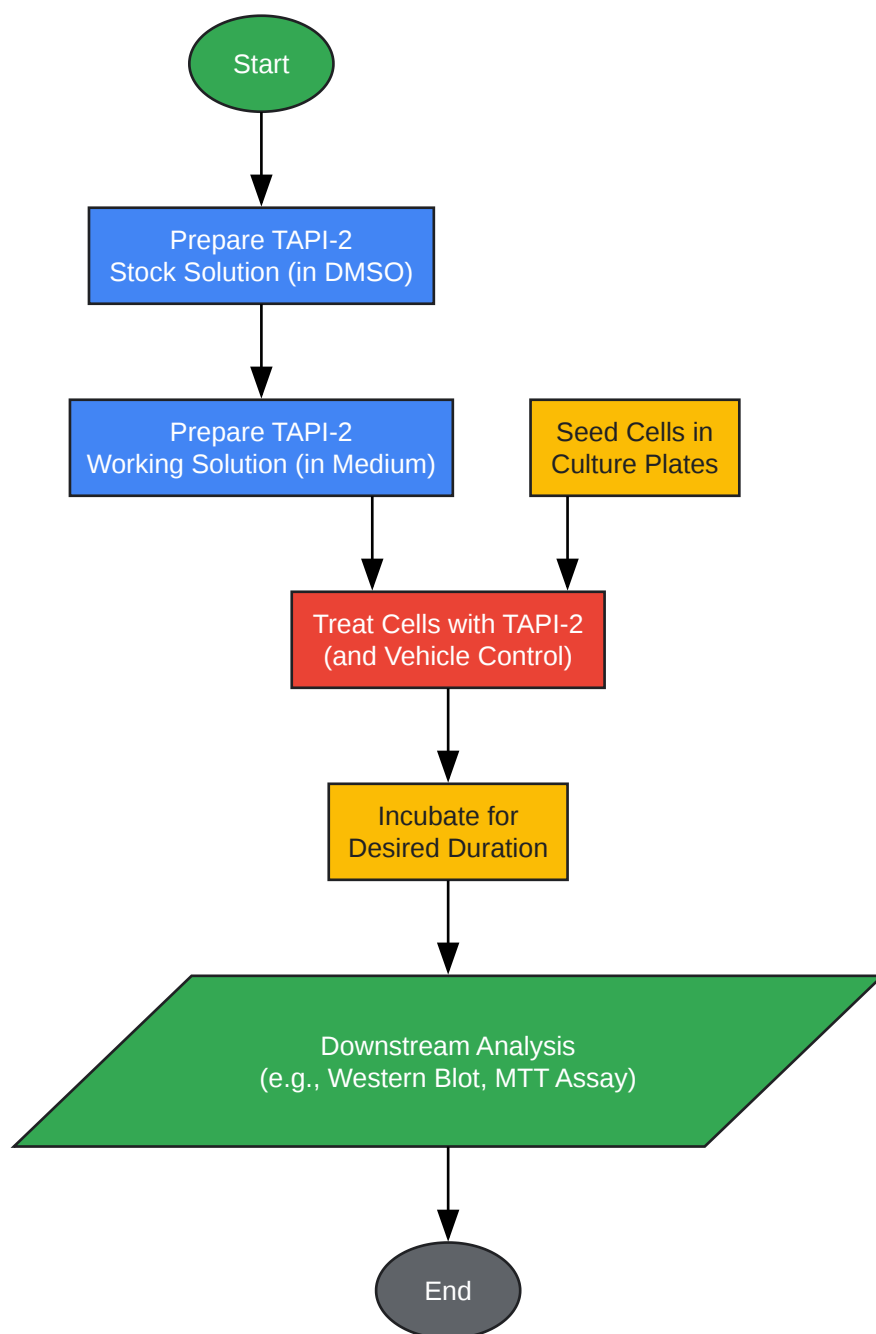 Start
Prepare TAPI-2
Stock Solution (in DMSO)
Prepare TAPI-2
Working Solution (in Medium)
Seed Cells in
Culture Plates
Treat Cells with TAPI-2
(and Vehicle Control)
Incubate for
Desired Duration
Downstream Analysis
(e.g., Western Blot, MTT Assay)
End